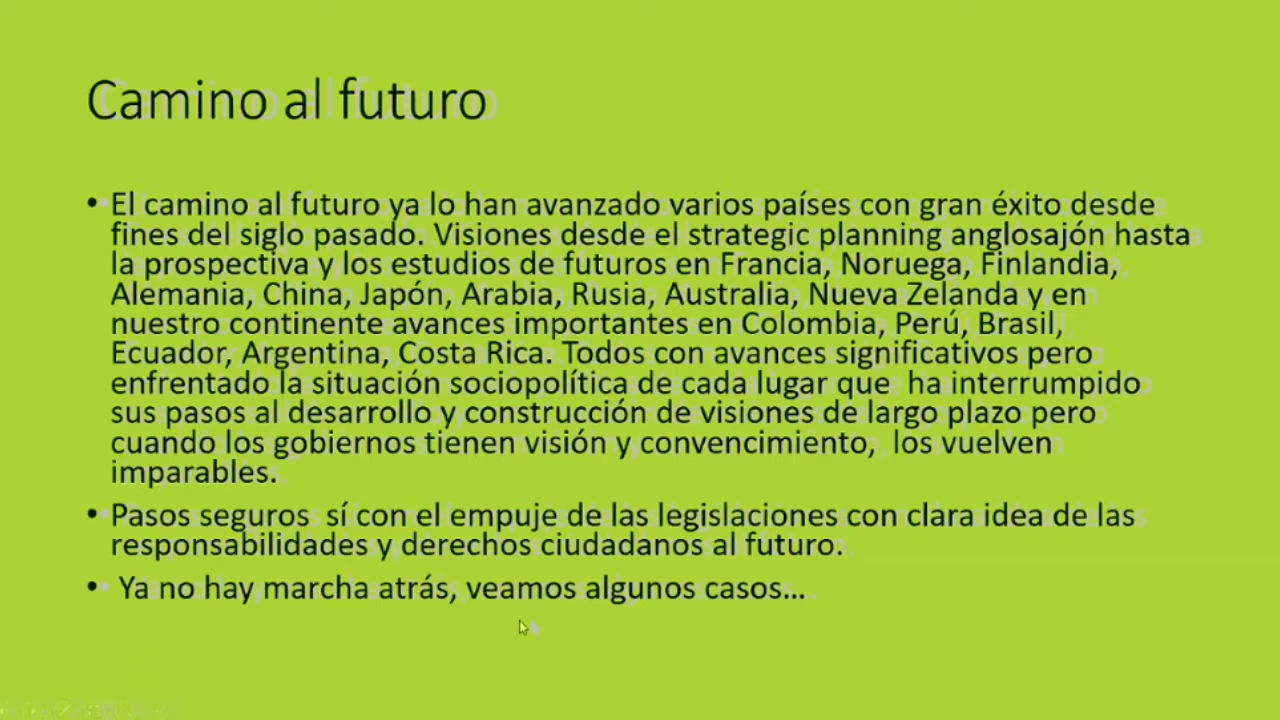 Camino al futuro
• El camino al futuro ya lo han avanzado varios países con gran éxito desde
fines del siglo pasado. Visiones desde el strategic planning anglosajón hasta
la prospectiva y los estudios de futuros en Francia, Noruega, Finlandia,
Alemania, China, Japón, Arabia, Rusia, Australia, Nueva Zelanda y en
nuestro continente avances importantes en Colombia, Perú, Brasil,
Ecuador, Argentina, Costa Rica. Todos con avances significativos pero
enfrentado la situación sociopolítica de cada lugar que ha interrumpido
sus pasos al desarrollo y construcción de visiones de largo plazo pero
cuando los gobiernos tienen visión y convencimiento, los vuelven
imparables.
• Pasos seguros sí con el empuje de las legislaciones con clara idea de las
responsabilidades y derechos ciudadanos al futuro.
• Ya no hay marcha atrás, veamos algunos casos…